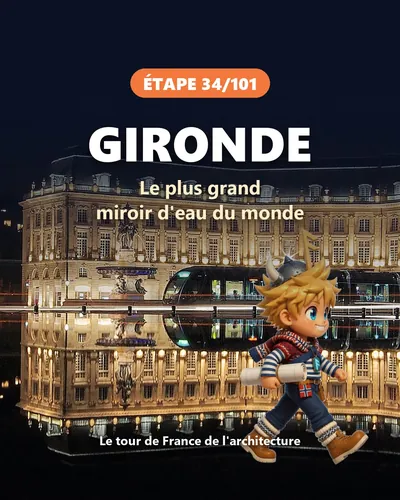 ÉTAPE 34/101
GIRONDE
Le plus grand
miroir d'eau du monde
Le tour de France de l'architecture